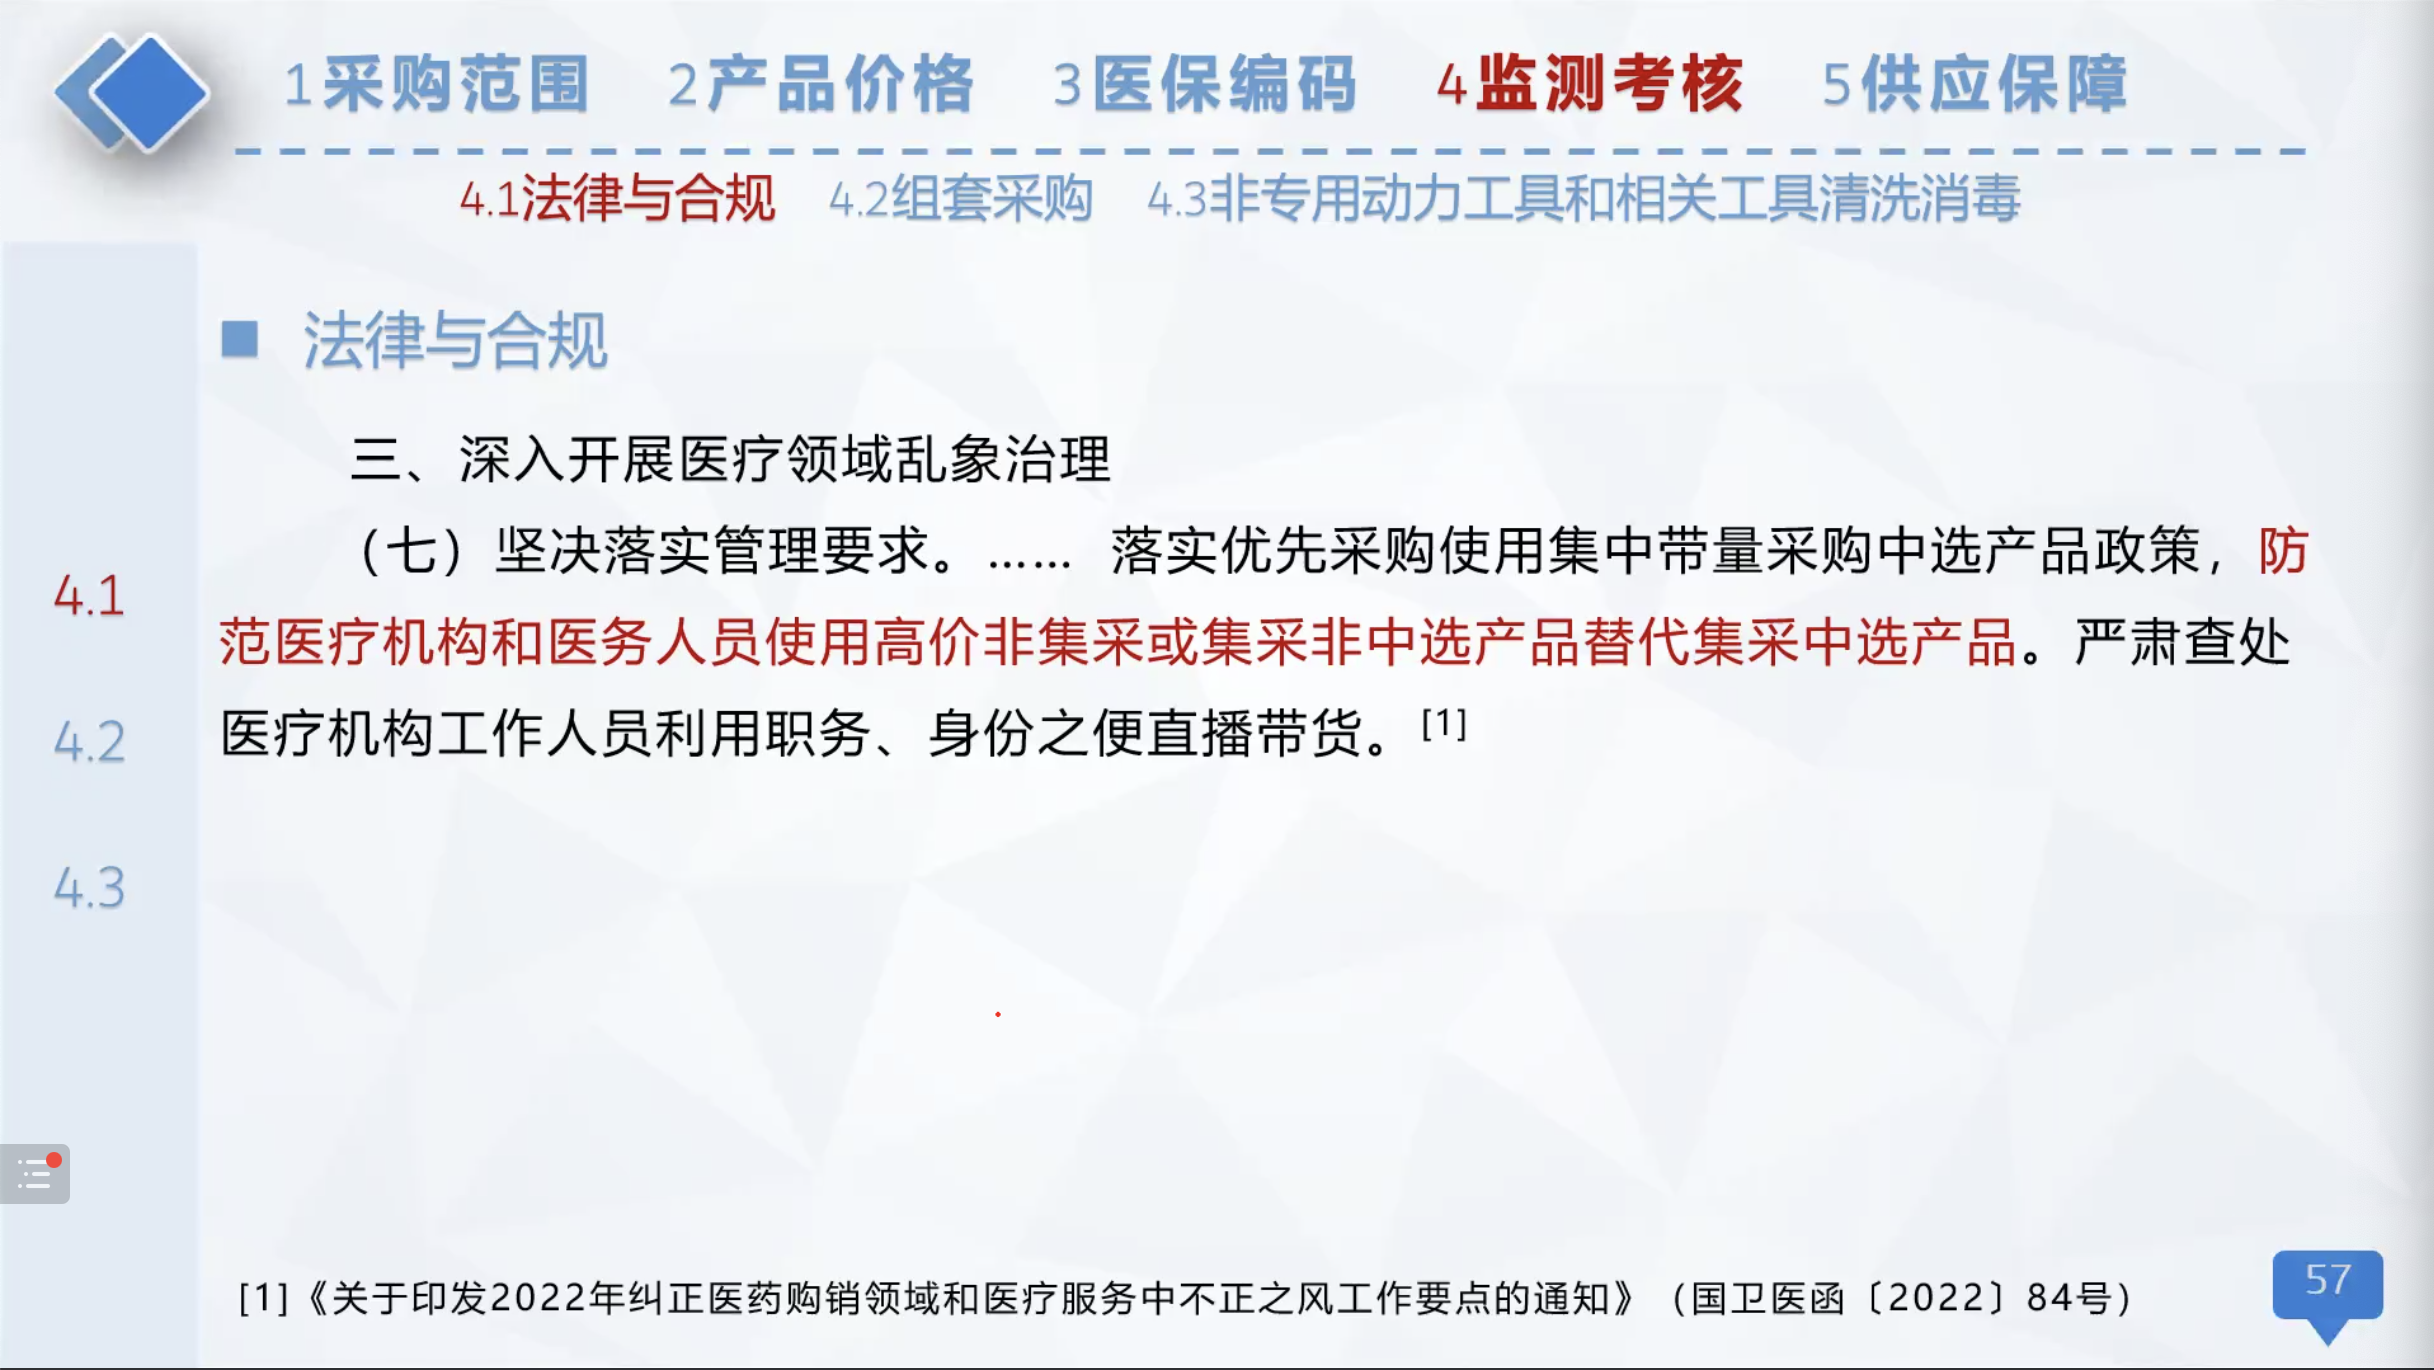 1采购范围 2产品价格 3医保编码 4监测考核 5供应保障
4.1法律与合规 4.2组套采购 4.3非专用动力工具和相关工具清洗消毒
■ 法律与合规
三、深入开展医疗领域乱象治理
（七）坚决落实管理要求。…… 落实优先采购使用集中带量采购中选产品政策，防
范医疗机构和医务人员使用高价非集采或集采非中选产品替代集采中选产品。严肃查处
医疗机构工作人员利用职务、身份之便直播带货。[1]
4.1
4.2
4.3
[1]《关于印发2022年纠正医药购销领域和医疗服务中不正之风工作要点的通知》（国卫医函〔2022〕84号）
57